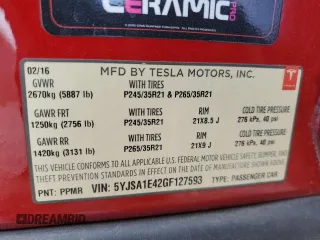 CERAMIC PRO
02/16 MFD BY TESLA MOTORS, INC.
GVWR WITH TIRES
2670kg (5887 lb) P245/35R21 & P265/35R21
GAWR FRT WITH TIRES RIM COLD TIRE PRESSURE
1250kg (2756 lb) P245/35R21 21X8.5 J 276 kPa, 40 psi
GAWR RR WITH TIRES RIM COLD TIRE PRESSURE
1420kg (3131 lb) P265/35R21 21X9 J 276 kPa, 40 psi
THIS VEHICLE CONFORMS TO ALL APPLICABLE
FEDERAL MOTOR VEHICLE SAFETY, BUMPER, AND
THEFT PREVENTION STANDARDS IN EFFECT ON THE DATE OF
MANUFACTURE SHOWN ABOVE.
PNT: PPMR VIN: 5YJSA1E42GF127593 TYPE: PASSENGER CAR
DREAMBID.COM